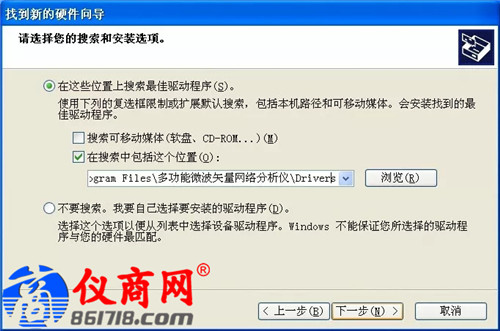 找到新的硬件向导
请选择您的搜索和安装选项。
在这些位置上搜索最佳驱动程序(S)。
使用下列的复选框限制或扩展默认搜索，包括本机路径和可移动媒体。会安装找到的最
佳驱动程序。
搜索可移动媒体(软盘、CD-ROM...)(M)
在搜索中包括这个位置(O):
ogram Files\多功能微波矢量网络分析仪\Drivers
浏览(R)
不要搜索。我要自己选择要安装的驱动程序(D)。
选择这个选项以便从列表中选择设备驱动程序。Windows 不能保证您所选择的驱动程
序与您的硬件最匹配。
仪商网®
861718.com
< 上一步(B)
下一步(N) >
取消